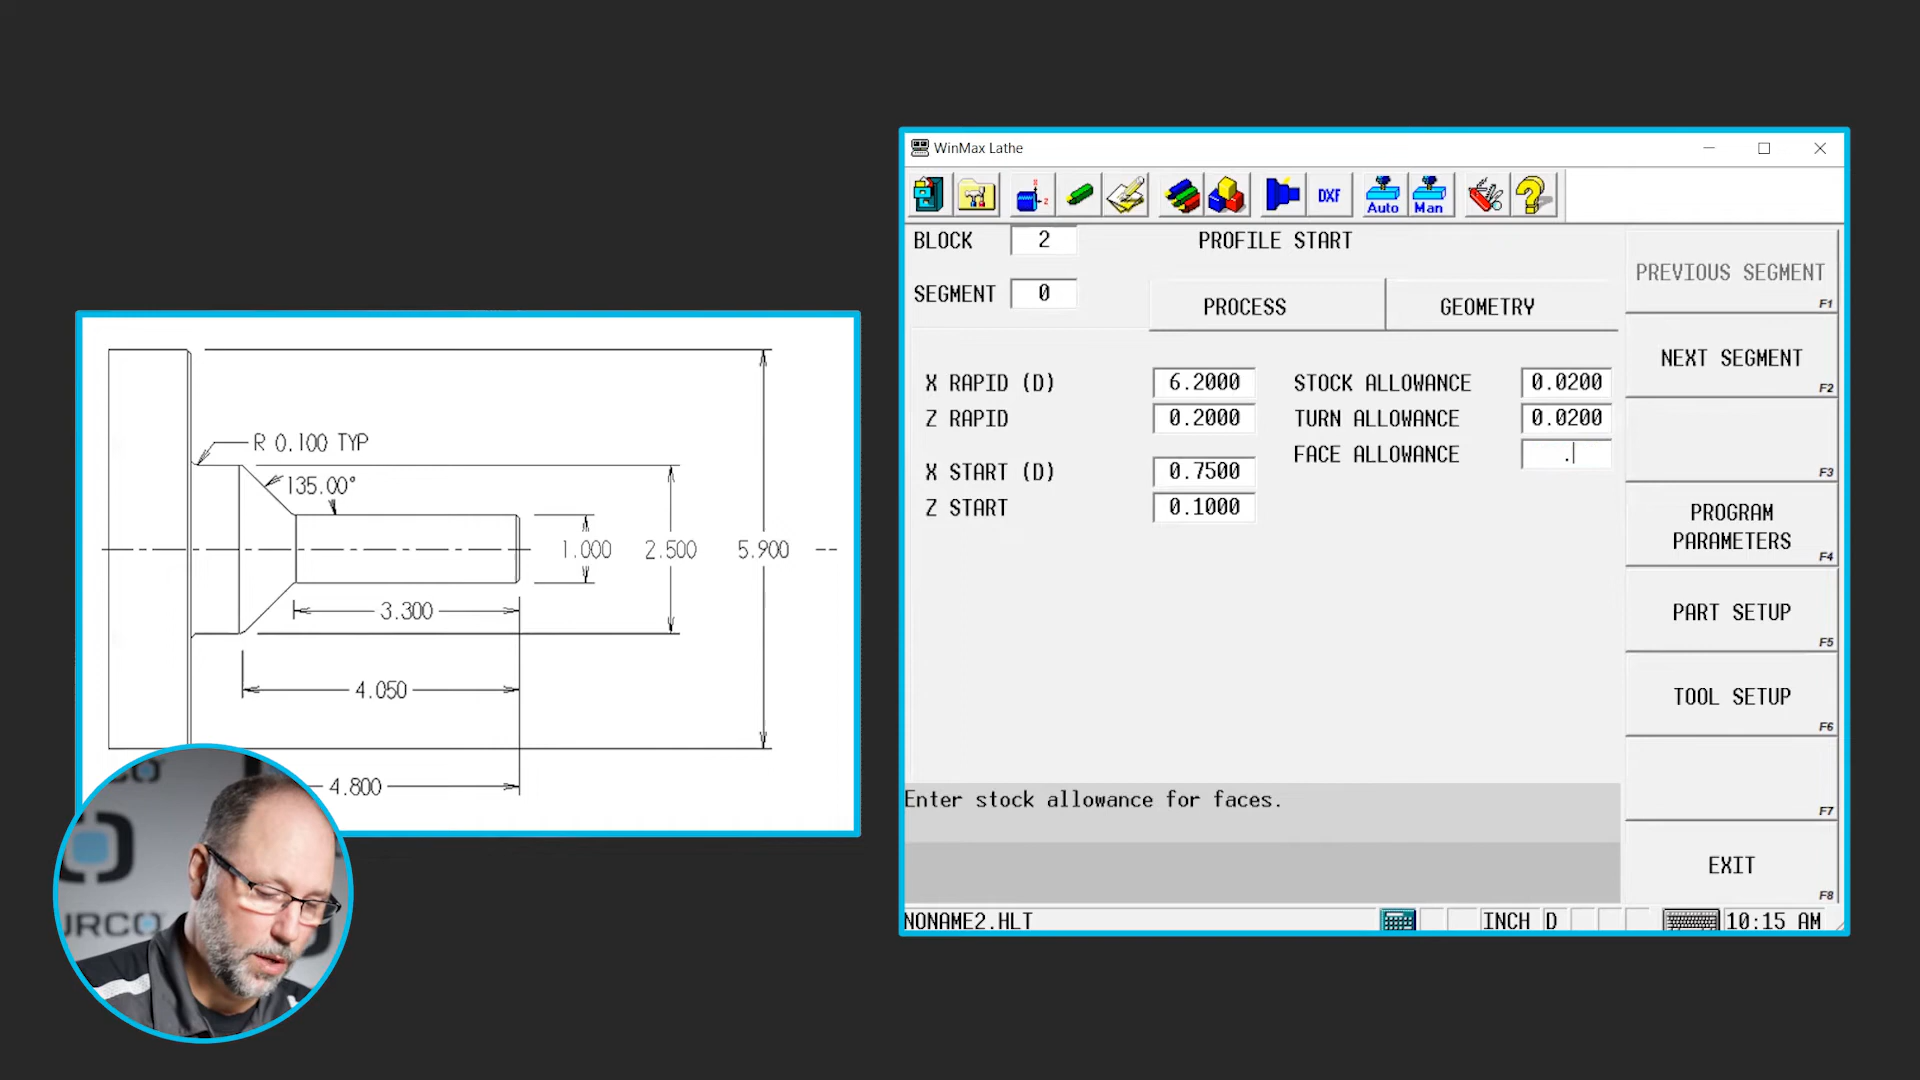 R 0.100 TYP
135.00°
1.000
2.500
5.900
3.300
4.050
4.800
WinMax Lathe
DXF
Auto
Man
BLOCK 2 PROFILE START
SEGMENT 0
PROCESS GEOMETRY
X RAPID (D) 6.2000 STOCK ALLOWANCE 0.0200
Z RAPID 0.2000 TURN ALLOWANCE 0.0200
FACE ALLOWANCE .
X START (D) 0.7500
Z START 0.1000
PREVIOUS SEGMENT
F1
NEXT SEGMENT
F2
F3
PROGRAM
PARAMETERS
F4
PART SETUP
F5
TOOL SETUP
F6
F7
EXIT
F8
Enter stock allowance for faces.
NONAME2.HLT INCH D 10:15 AM